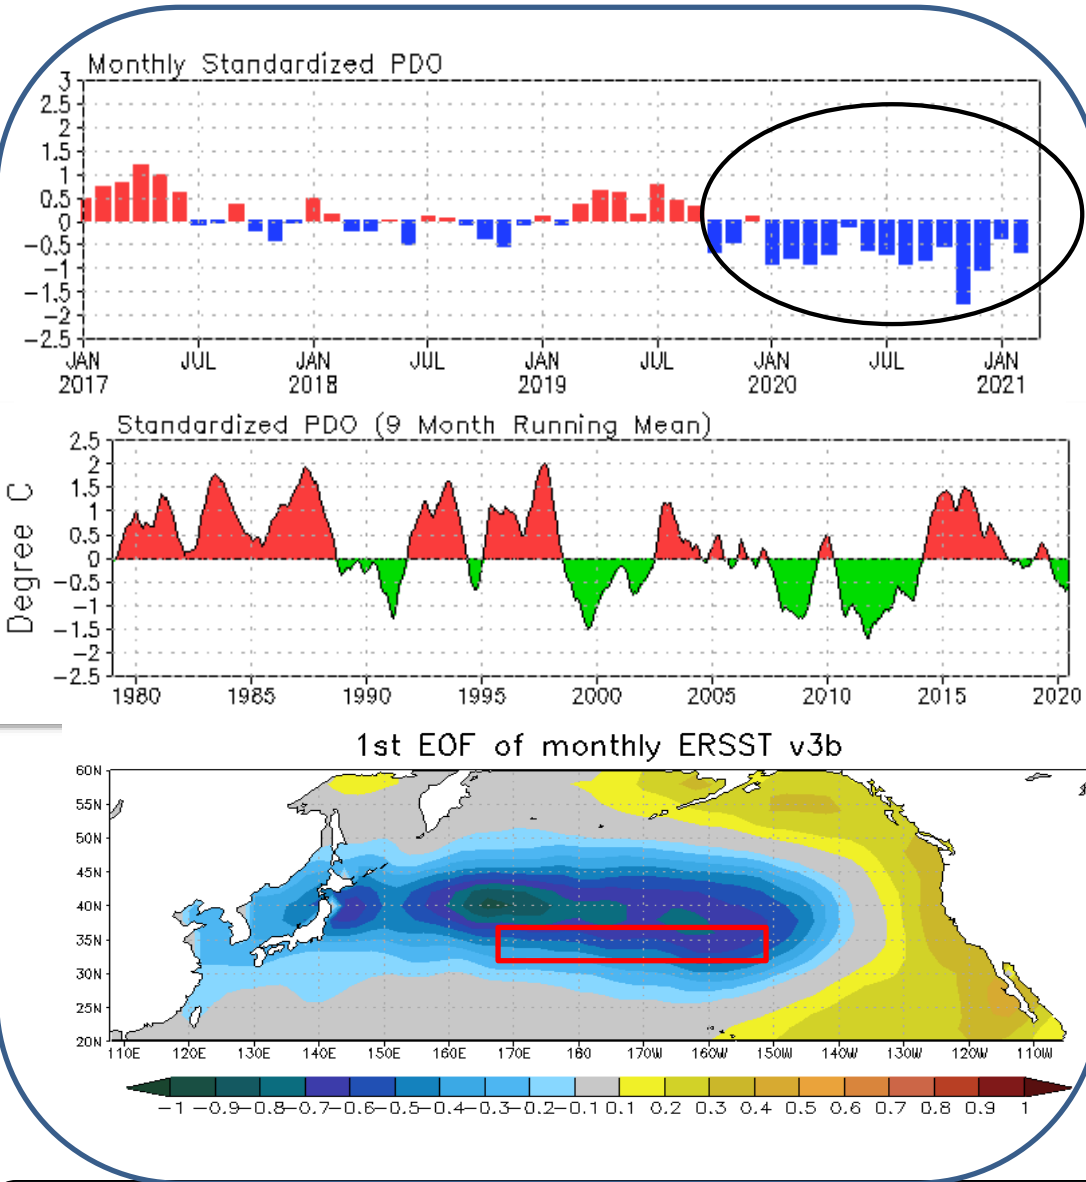 Monthly Standardized PDO
3
2.5
2
1.5
1
0.5
0
-0.5
-1
-1.5
-2
-2.5
JAN JUL JAN JUL JAN JUL JAN JUL JAN
2017 2018 2019 2020 2021
Standardized PDO (9 Month Running Mean)
Degree C
2.5
2
1.5
1
0.5
0
-0.5
-1
-1.5
-2
-2.5
1980 1985 1990 1995 2000 2005 2010 2015 2020
1st EOF of monthly ERSST v3b
60N
55N
50N
45N
40N
35N
30N
25N
20N
110E 120E 130E 140E 150E 160E 170E 180 170W 160W 150W 140W 130W 120W 110W
-1 -0.9 -0.8 -0.7 -0.6 -0.5 -0.4 -0.3 -0.2 -0.1 0.1 0.2 0.3 0.4 0.5 0.6 0.7 0.8 0.9 1